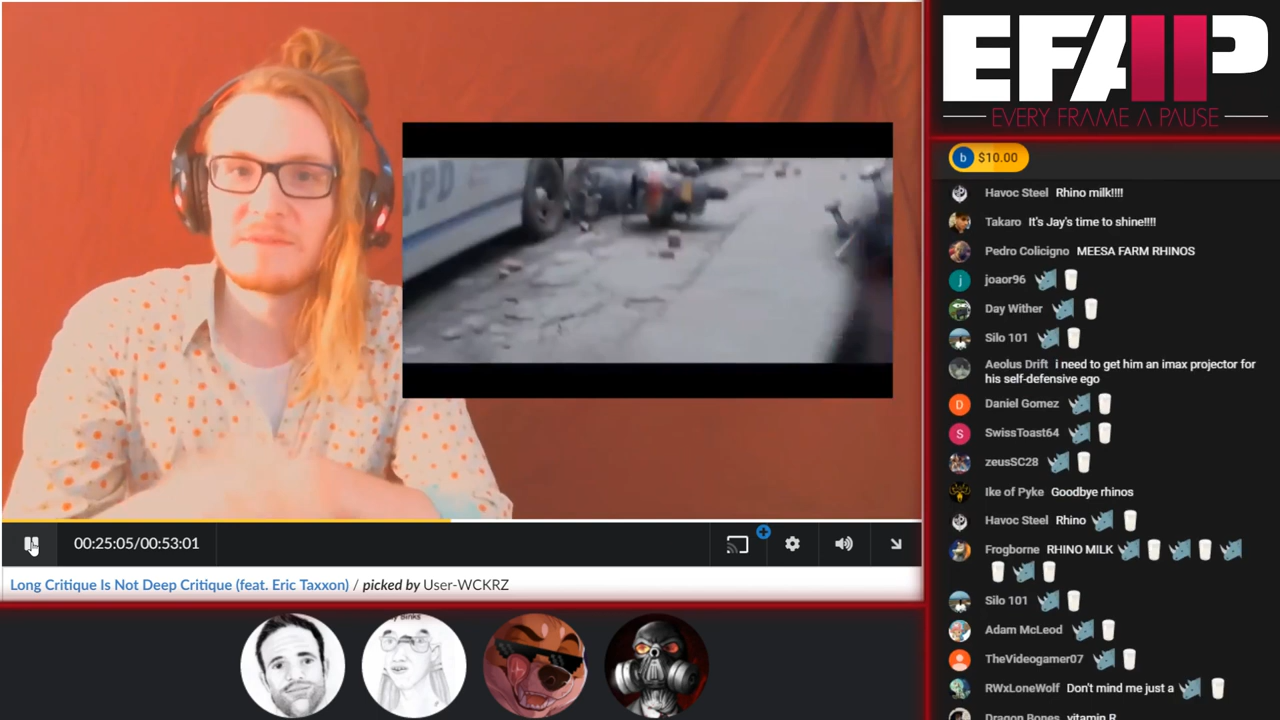 EFAP
EVERY FRAME A PAUSE
b $10.00
Havoc Steel Rhino milk!!!!
Takaro It's Jay's time to shine!!!!
Pedro Colicigno MEESA FARM RHINOS
j joaor96
Day Wither
Silo 101
Aeolus Drift i need to get him an imax projector for
his self-defensive ego
D Daniel Gomez
S SwissToast64
zeusSC28
Ike of Pyke Goodbye rhinos
Havoc Steel Rhino
Frogborne RHINO MILK
Silo 101
Adam McLeod
TheVideogamer07
RWxLoneWolf Don't mind me just a
Dragon Bones vitamin R
YPD
00:25:05/00:53:01
Long Critique Is Not Deep Critique (feat. Eric Taxxon) / picked by User-WCKRZ